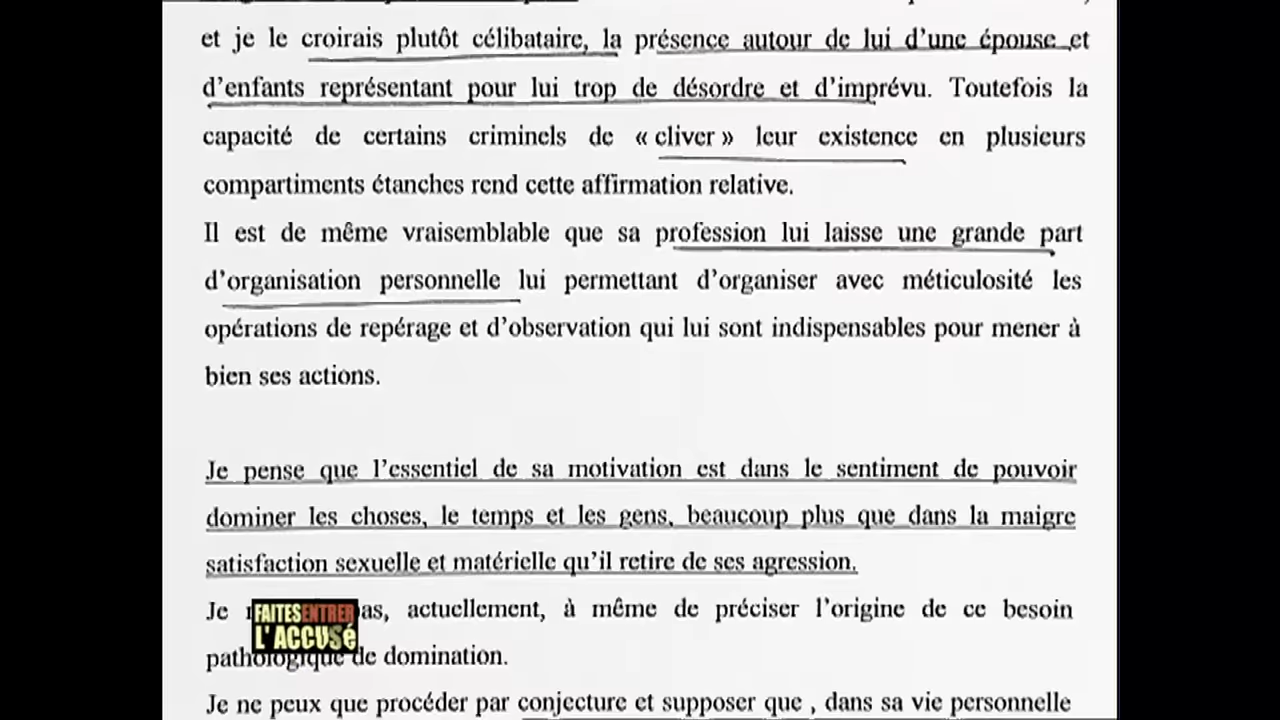 et je le croirais plutôt célibataire, la présence autour de lui d'une épouse et
d'enfants représentant pour lui trop de désordre et d'imprévu. Toutefois la
capacité de certains criminels de « cliver » leur existence en plusieurs
compartiments étanches rend cette affirmation relative.
Il est de même vraisemblable que sa profession lui laisse une grande part
d'organisation personnelle lui permettant d'organiser avec méticulosité les
opérations de repérage et d'observation qui lui sont indispensables pour mener à
bien ses actions.
Je pense que l'essentiel de sa motivation est dans le sentiment de pouvoir
dominer les choses, le temps et les gens, beaucoup plus que dans la maigre
satisfaction sexuelle et matérielle qu'il retire de ses agression.
Je as, actuellement, à même de préciser l'origine de ce besoin
FAITES ENTRER
L'ACCUSé
pathologique de domination.
Je ne peux que procéder par conjecture et supposer que , dans sa vie personnelle